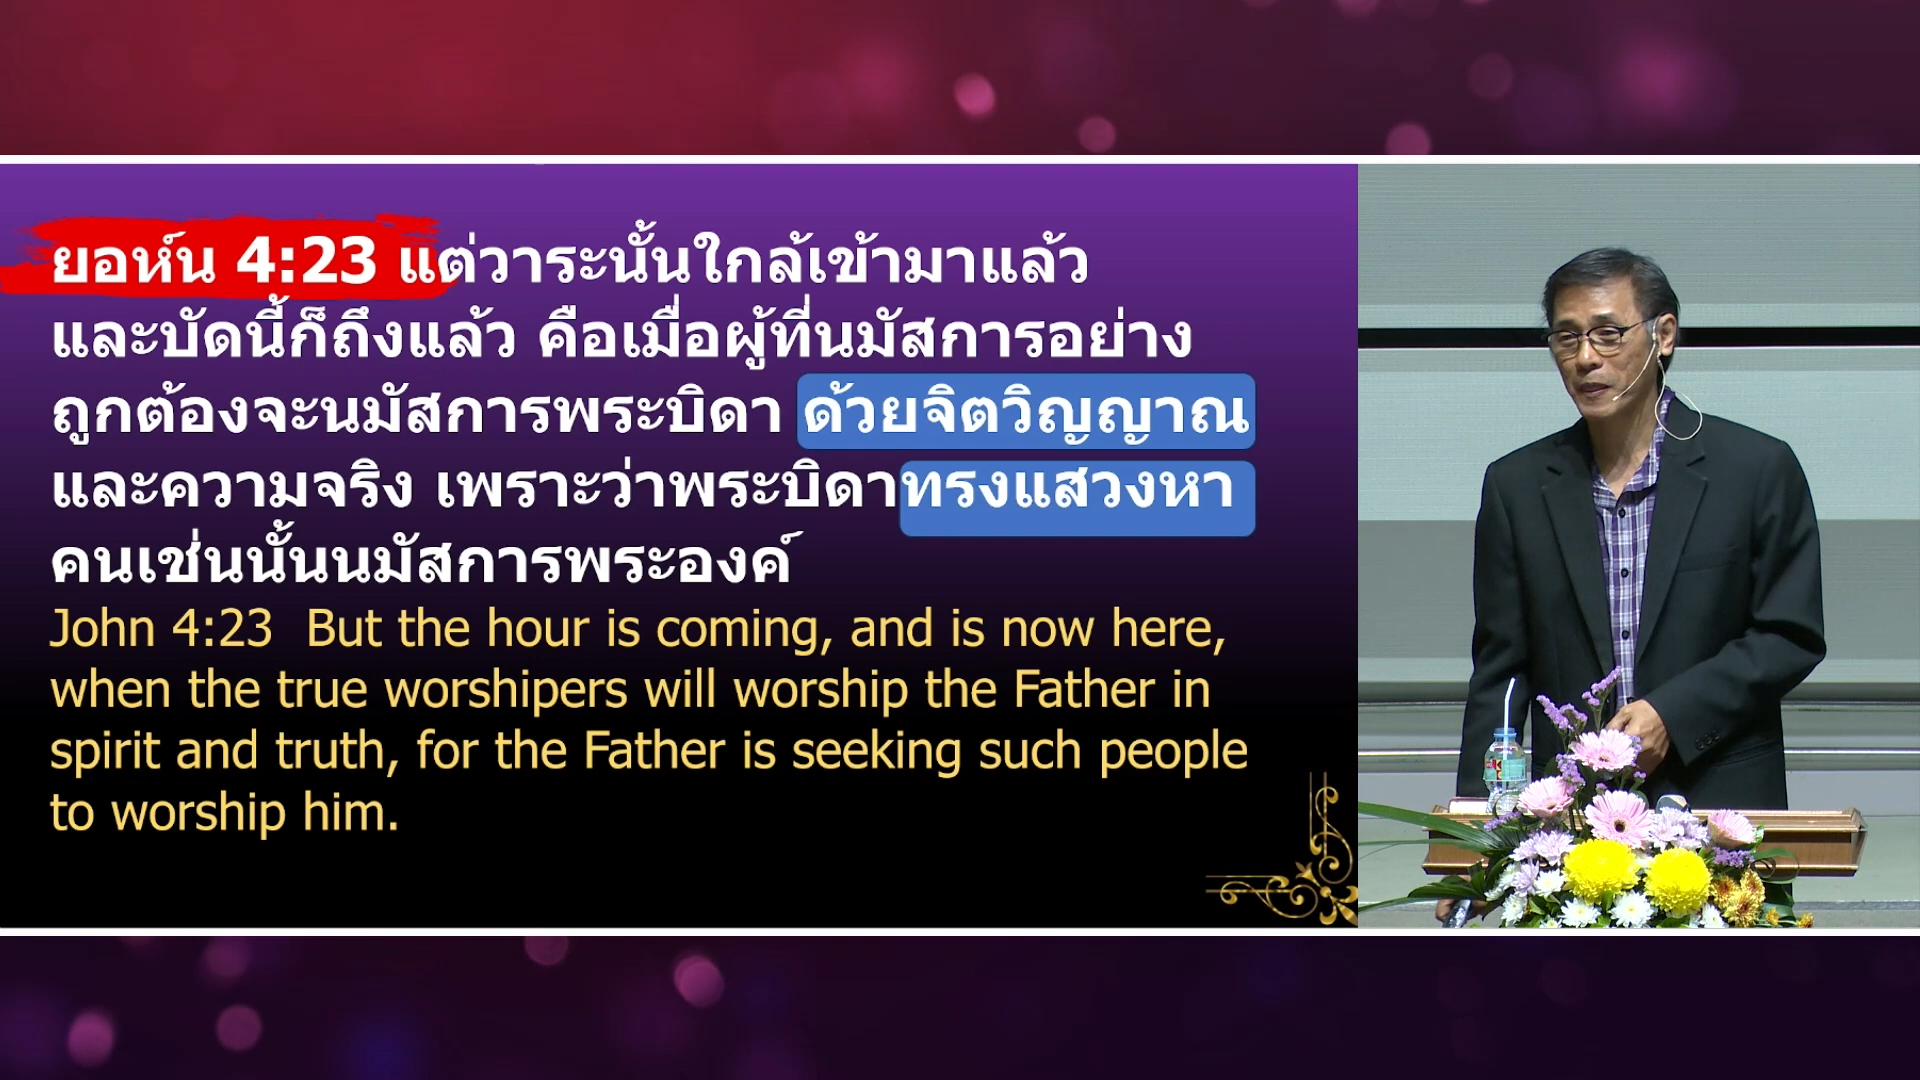 ยอห์น 4:23 แต่วาระนั้นใกล้เข้ามาแล้ว
และบัดนี้ก็ถึงแล้ว คือเมื่อผู้ที่นมัสการอย่าง
ถูกต้องจะนมัสการพระบิดา ด้วยจิตวิญญาณ
และความจริง เพราะว่าพระบิดาทรงแสวงหา
คนเช่นนั้นนมัสการพระองค์
John 4:23  But the hour is coming, and is now here,
when the true worshipers will worship the Father in
spirit and truth, for the Father is seeking such people
to worship him.